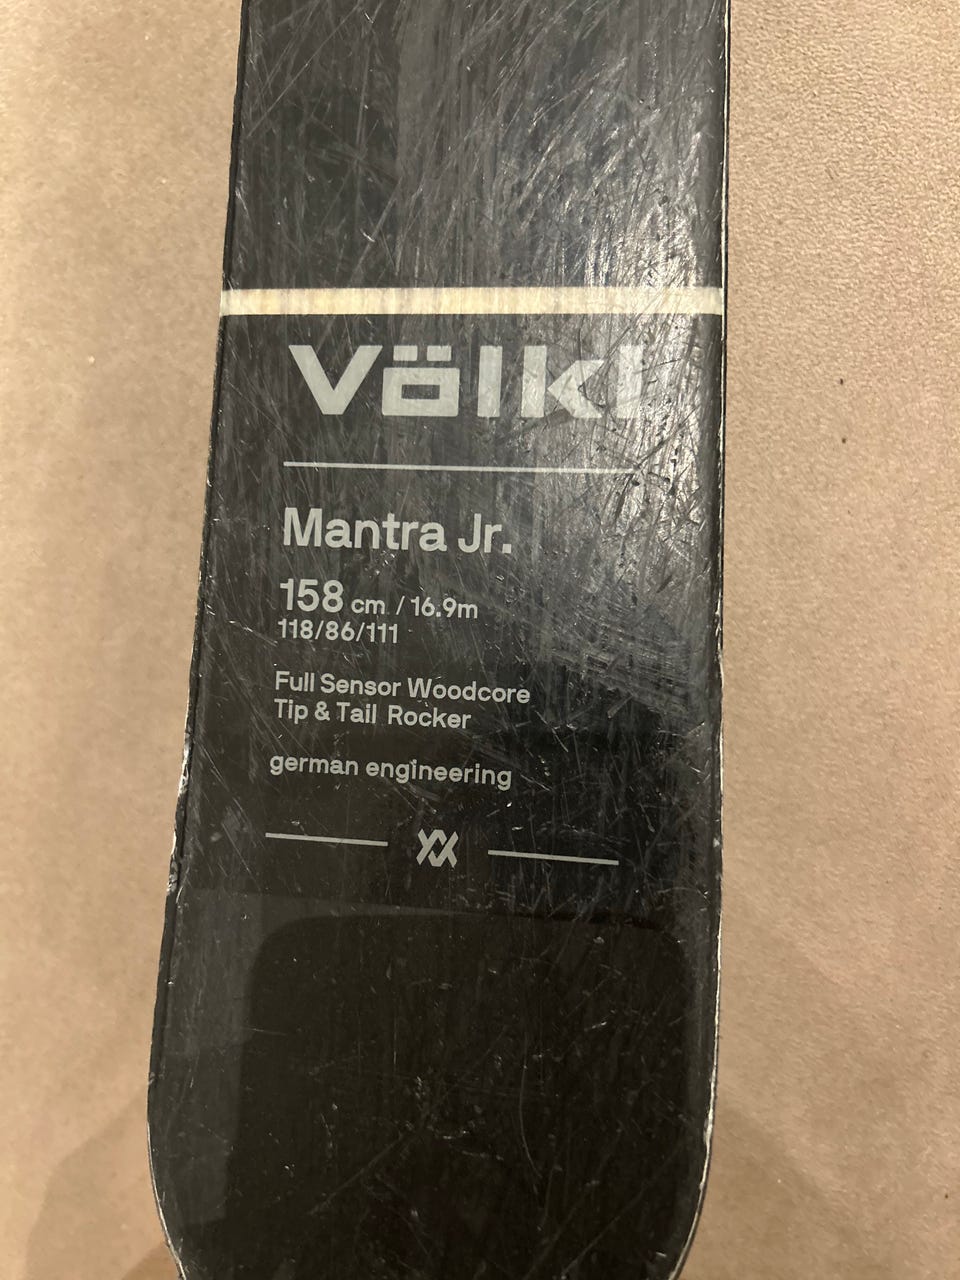 Völkl
Mantra Jr.
158 cm / 16.9m
118/86/111
Full Sensor Woodcore
Tip & Tail Rocker
german engineering